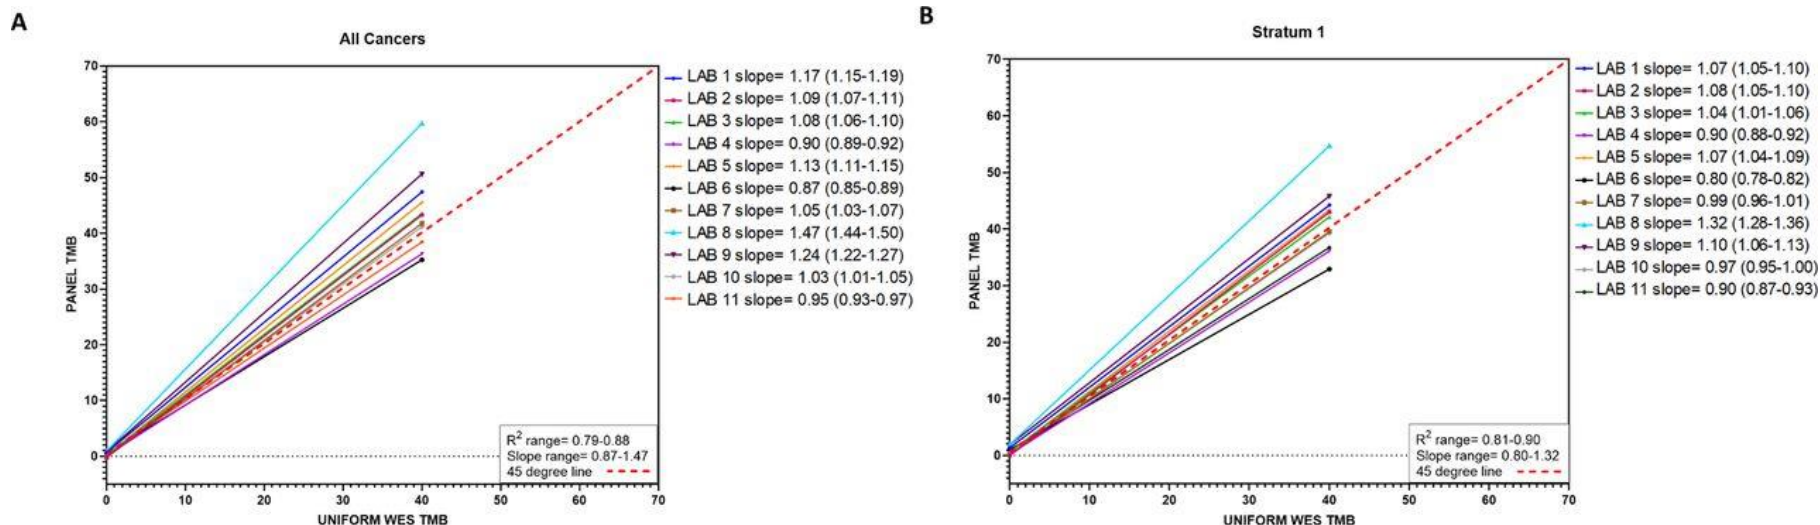 A
All Cancers
PANEL TMB
70
60
50
40
30
20
10
0
0 10 20 30 40 50 60 70
UNIFORM WES TMB
R² range= 0.79-0.88
Slope range= 0.87-1.47
45 degree line
LAB 1 slope= 1.17 (1.15-1.19)
LAB 2 slope= 1.09 (1.07-1.11)
LAB 3 slope= 1.08 (1.06-1.10)
LAB 4 slope= 0.90 (0.89-0.92)
LAB 5 slope= 1.13 (1.11-1.15)
LAB 6 slope= 0.87 (0.85-0.89)
LAB 7 slope= 1.05 (1.03-1.07)
LAB 8 slope= 1.47 (1.44-1.50)
LAB 9 slope= 1.24 (1.22-1.27)
LAB 10 slope= 1.03 (1.01-1.05)
LAB 11 slope= 0.95 (0.93-0.97)
B
Stratum 1
PANEL TMB
70
60
50
40
30
20
10
0
0 10 20 30 40 50 60 70
UNIFORM WES TMB
R² range= 0.81-0.90
Slope range= 0.80-1.32
45 degree line
LAB 1 slope= 1.07 (1.05-1.10)
LAB 2 slope= 1.08 (1.05-1.10)
LAB 3 slope= 1.04 (1.01-1.06)
LAB 4 slope= 0.90 (0.88-0.92)
LAB 5 slope= 1.07 (1.04-1.09)
LAB 6 slope= 0.80 (0.78-0.82)
LAB 7 slope= 0.99 (0.96-1.01)
LAB 8 slope= 1.32 (1.28-1.36)
LAB 9 slope= 1.10 (1.06-1.13)
LAB 10 slope= 0.97 (0.95-1.00)
LAB 11 slope= 0.90 (0.87-0.93)